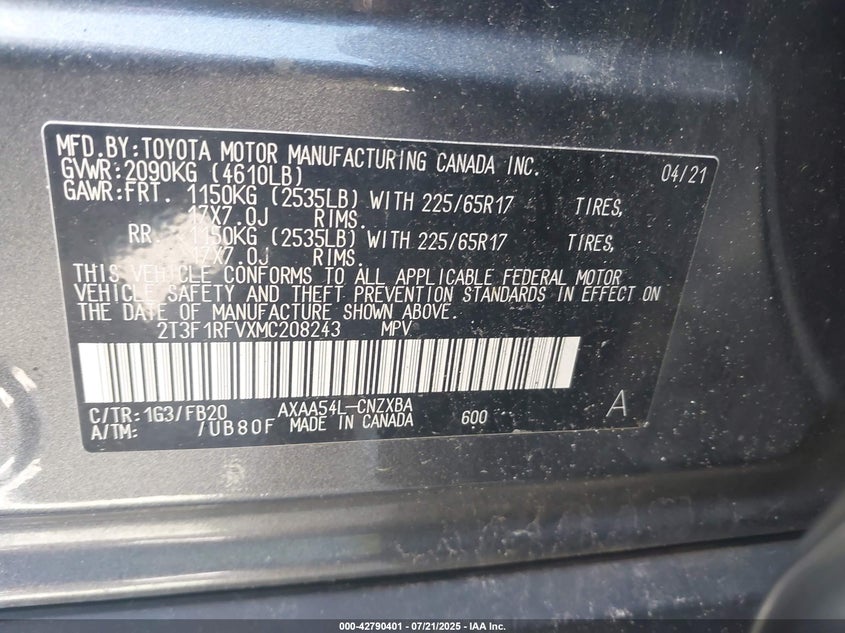 MFD.BY:TOYOTA MOTOR MANUFACTURING CANADA INC. 04/21
GVWR:2090KG (4610LB)
GAWR:FRT. 1150KG (2535LB) WITH 225/65R17 TIRES,
17X7.0J RIMS.
RR. 1150KG (2535LB) WITH 225/65R17 TIRES,
17X7.0J RIMS.
THIS VEHICLE CONFORMS TO ALL APPLICABLE FEDERAL MOTOR
VEHICLE SAFETY AND THEFT PREVENTION STANDARDS IN EFFECT ON
THE DATE OF MANUFACTURE SHOWN ABOVE.
2T3F1RFVXMC208243 MPV
C/TR:1G3/FB20 AXAA54L-CNZXBA 600 A
A/TM: /UB80F MADE IN CANADA
000-42790401 - 07/21/2025 - IAA Inc.